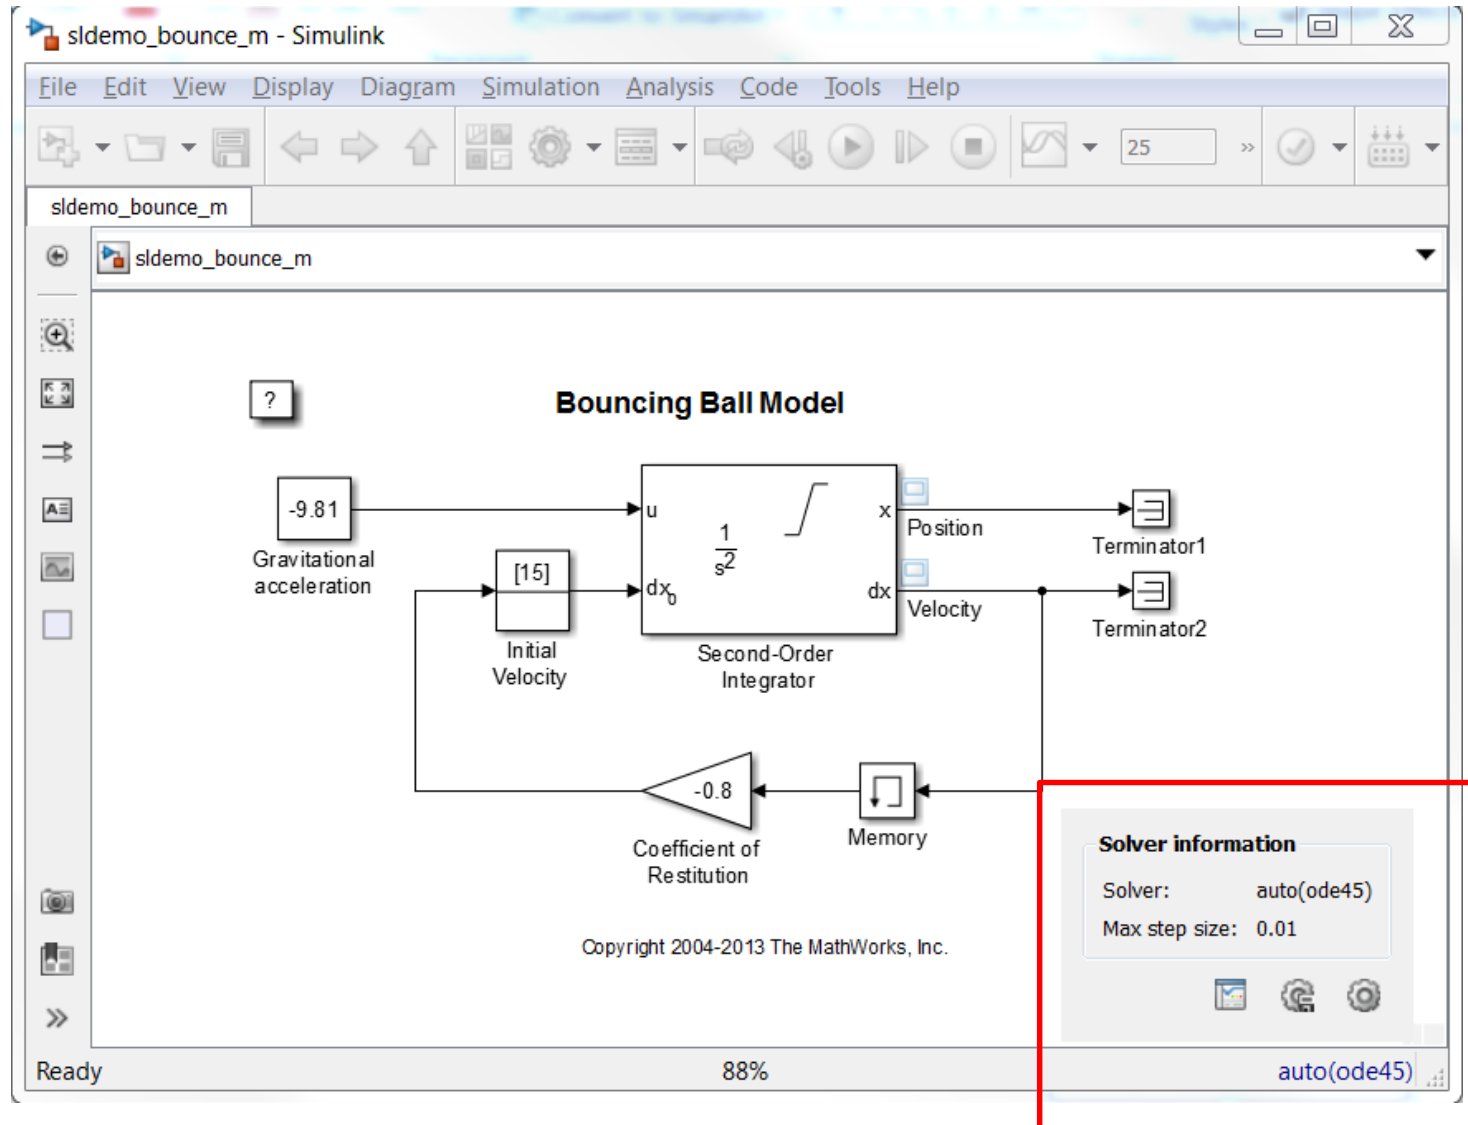 sldemo_bounce_m - Simulink
File Edit View Display Diagram Simulation Analysis Code Tools Help
25 »
sldemo_bounce_m
sldemo_bounce_m
?
Bouncing Ball Model
-9.81
Gravitational
acceleration
[15]
Initial
Velocity
u
dx0
1
s2
x
dx
Second-Order
Integrator
Position
Velocity
Terminator1
Terminator2
-0.8
Coefficient of
Restitution
Memory
Copyright 2004-2013 The MathWorks, Inc.
Solver information
Solver: auto(ode45)
Max step size: 0.01
Ready 88% auto(ode45)